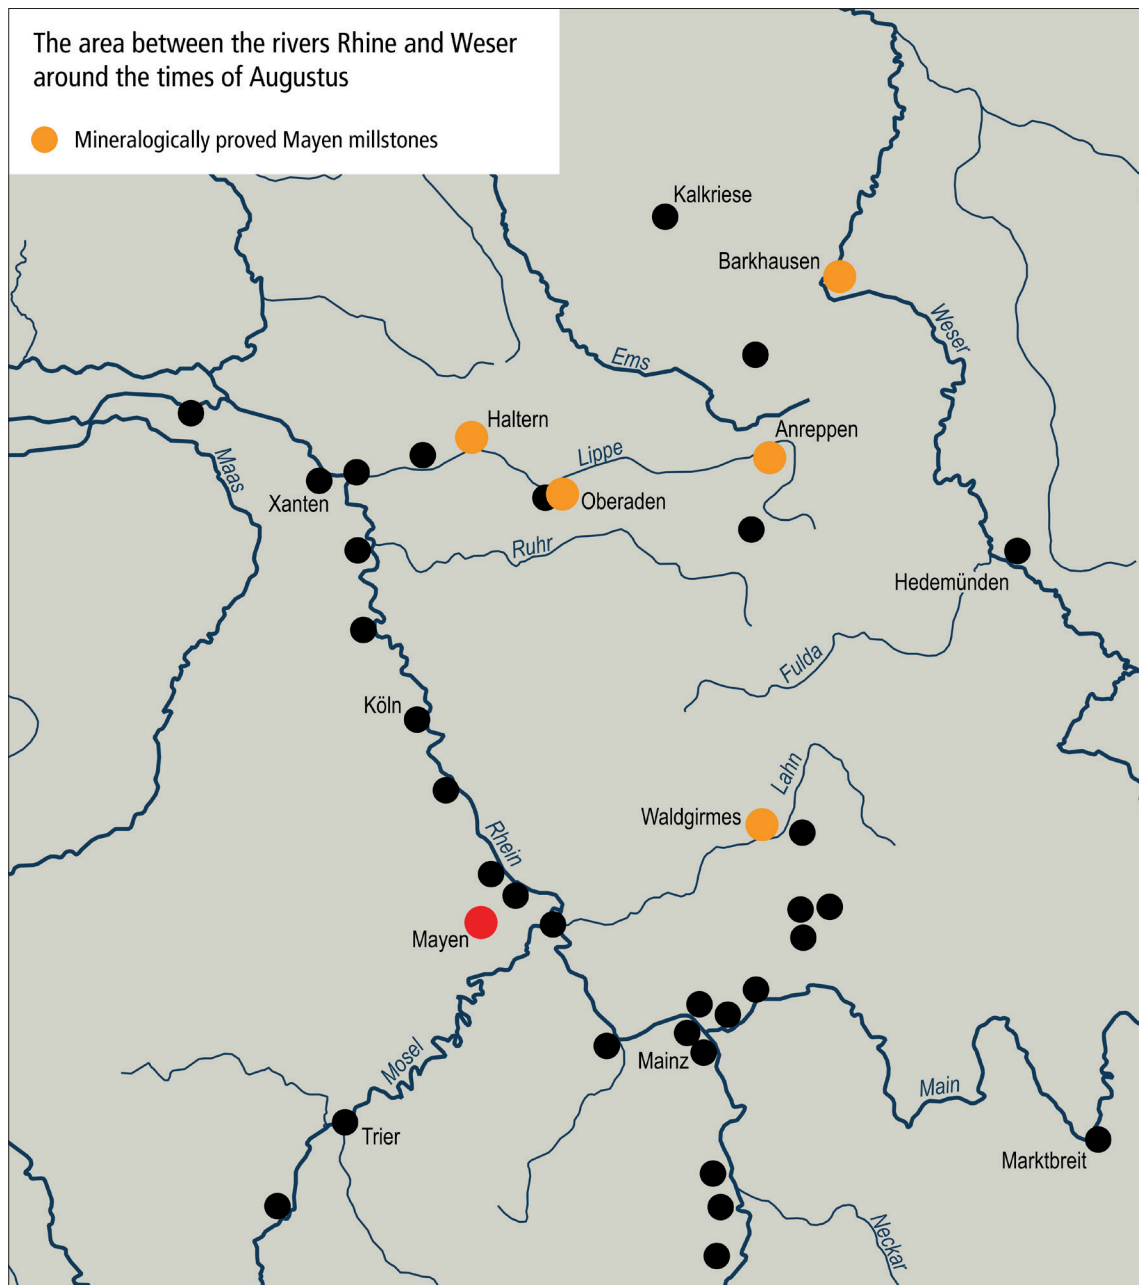 The area between the rivers Rhine and Weser
around the times of Augustus
Mineralogically proved Mayen millstones
Kalkriese
Barkhausen
Weser
Ems
Haltern
Anreppen
Lippe
Maas
Xanten
Oberaden
Ruhr
Hedemünden
Fulda
Köln
Lahn
Waldgirmes
Rhein
Mayen
Mosel
Mainz
Main
Trier
Marktbreit
Neckar